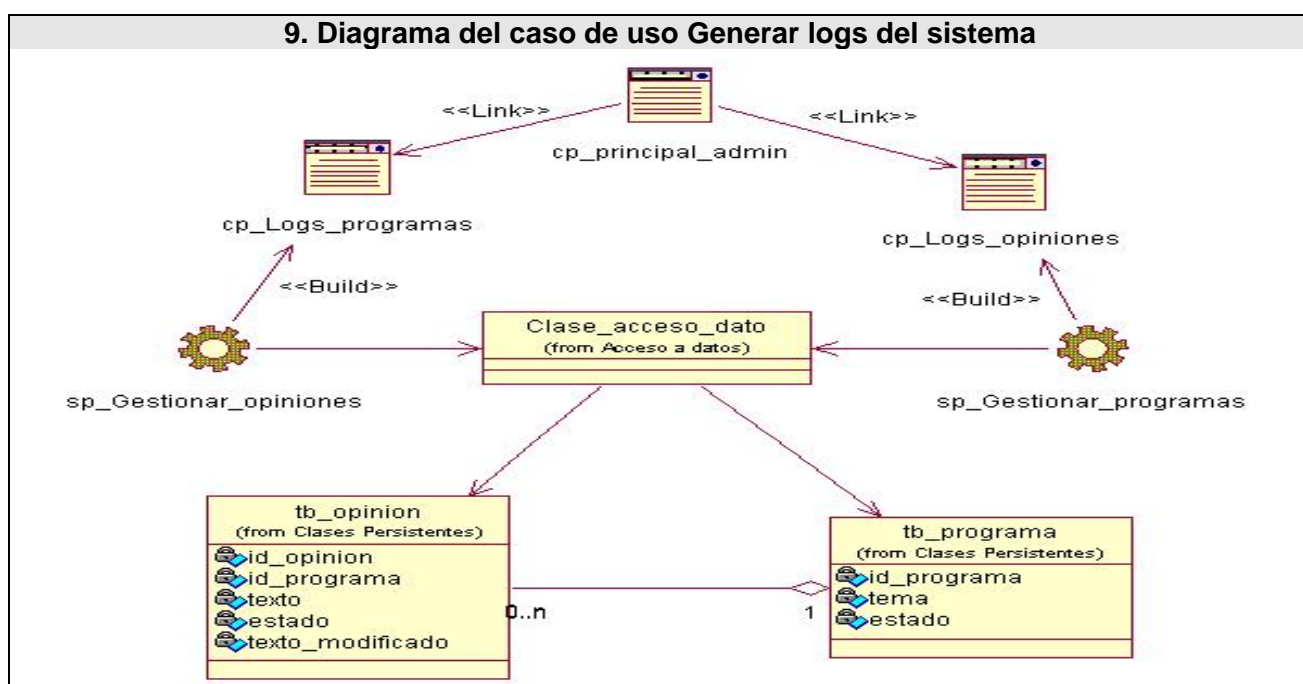 9. Diagrama del caso de uso Generar logs del sistema
<<Link>>
<<Link>>
cp_principal_admin
cp_Logs_programas
cp_Logs_opiniones
<<Build>>
<<Build>>
Clase_acceso_dato
(from Acceso a datos)
sp_Gestionar_opiniones
sp_Gestionar_programas
tb_opinion
(from Clases Persistentes)
id_opinion
id_programa
texto
estado
texto_modificado
0..n
1
tb_programa
(from Clases Persistentes)
id_programa
tema
estado